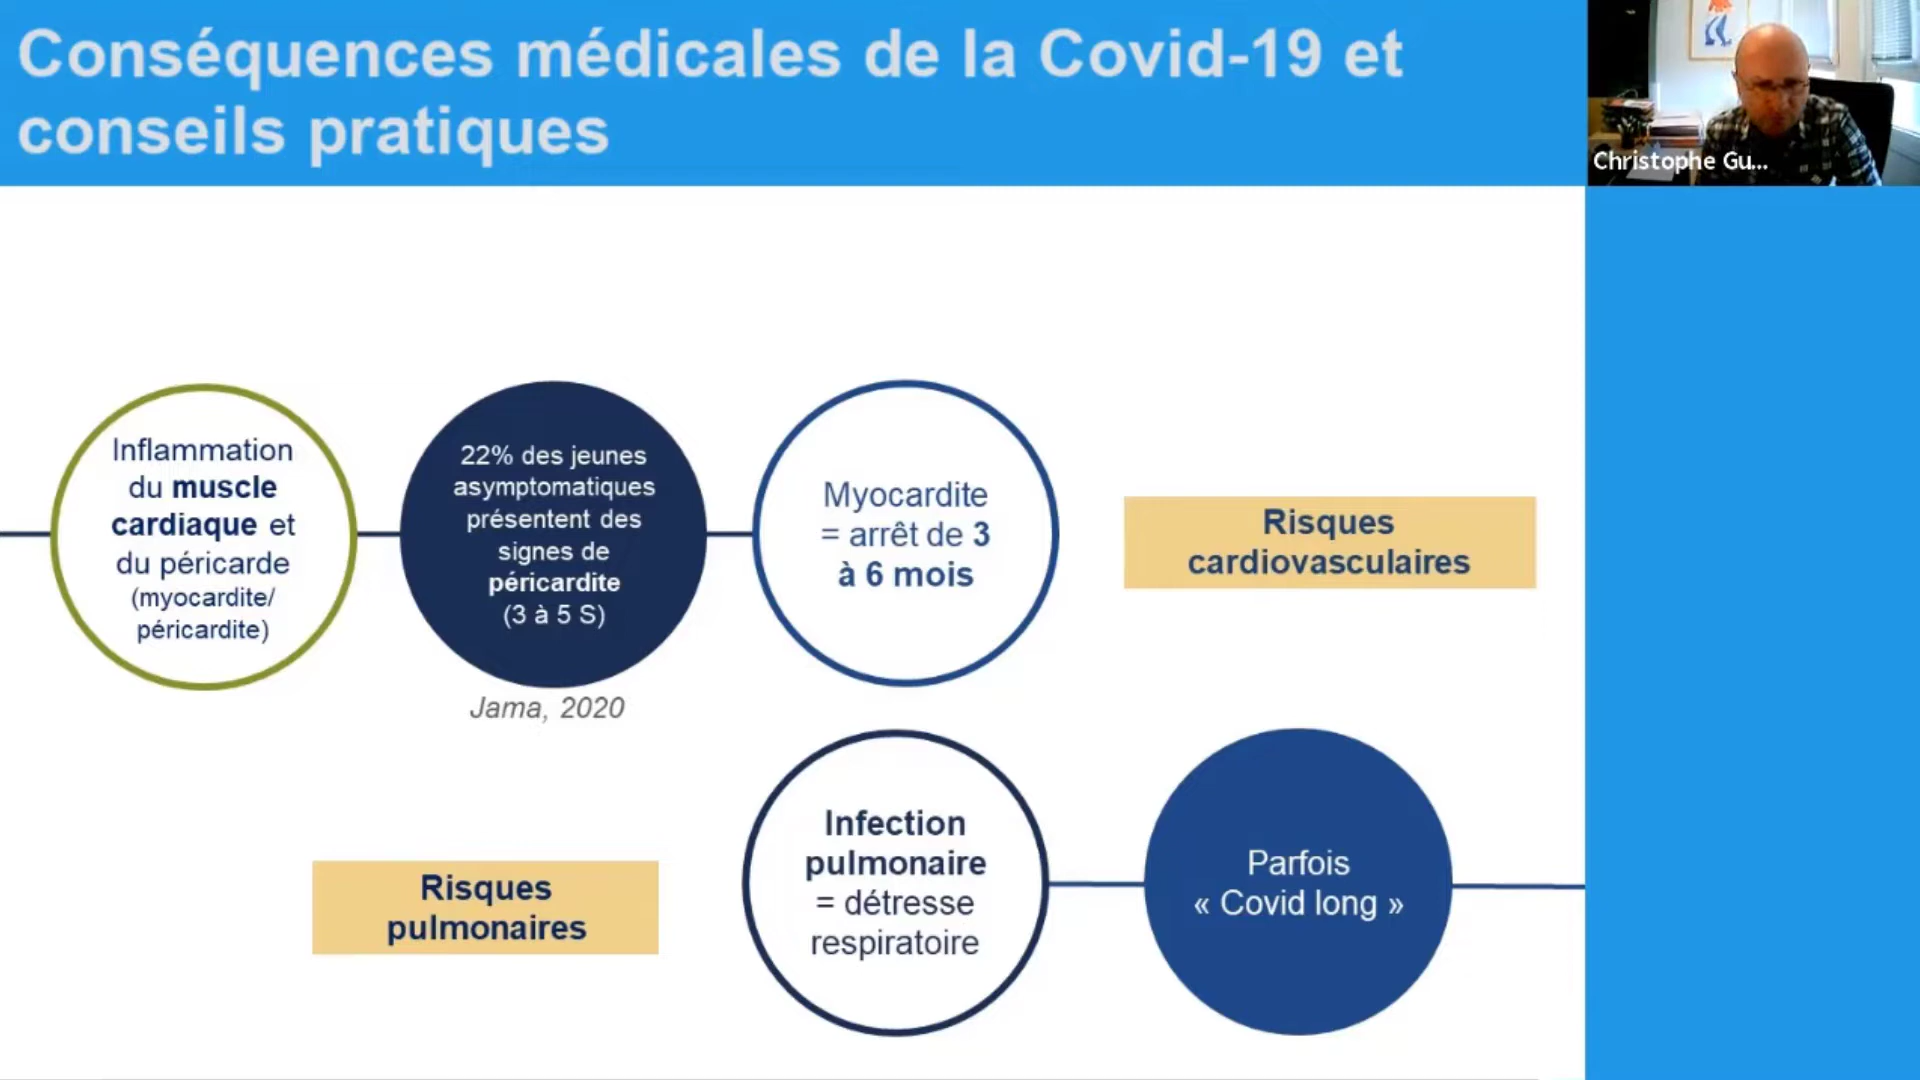 Conséquences médicales de la Covid-19 et
conseils pratiques
Christophe Gu...
Inflammation
du muscle
cardiaque et
du péricarde
(myocardite/
péricardite)
22% des jeunes
asymptomatiques
présentent des
signes de
péricardite
(3 à 5 S)
Jama, 2020
Myocardite
= arrêt de 3
à 6 mois
Risques
cardiovasculaires
Risques
pulmonaires
Infection
pulmonaire
= détresse
respiratoire
Parfois
« Covid long »